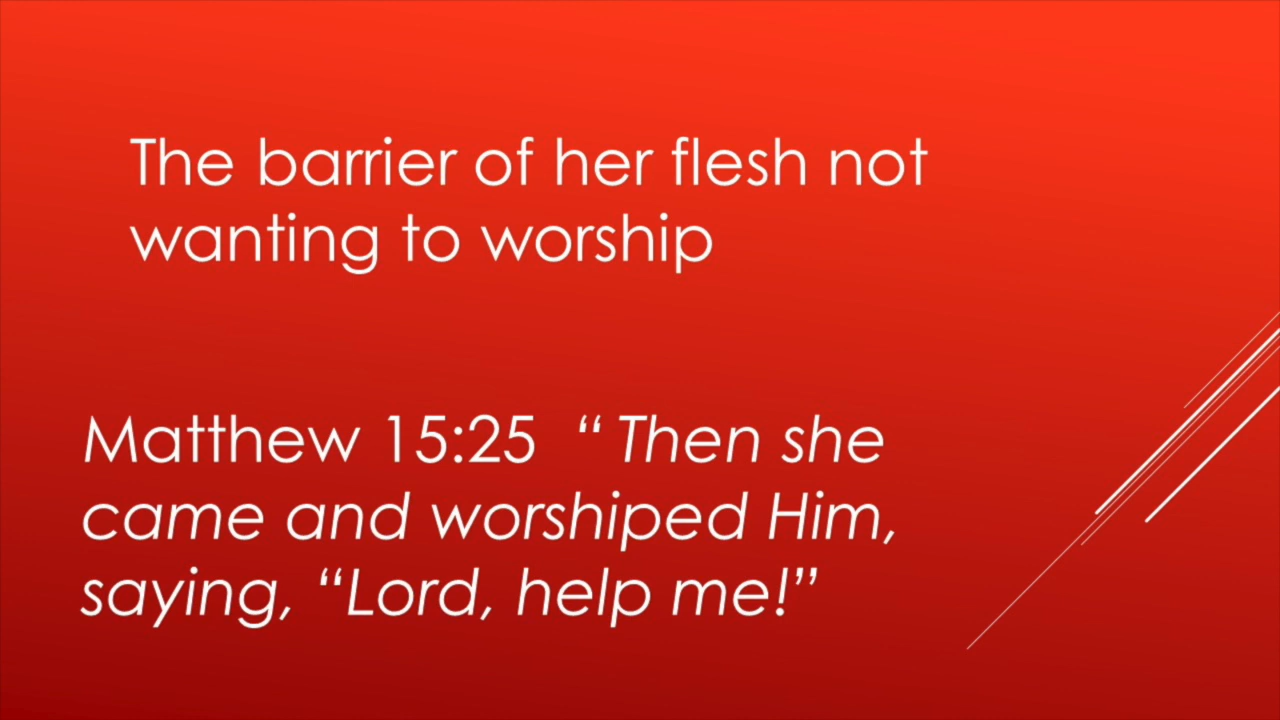 The barrier of her flesh not
wanting to worship
Matthew 15:25  “ Then she
came and worshiped Him,
saying, “Lord, help me!”